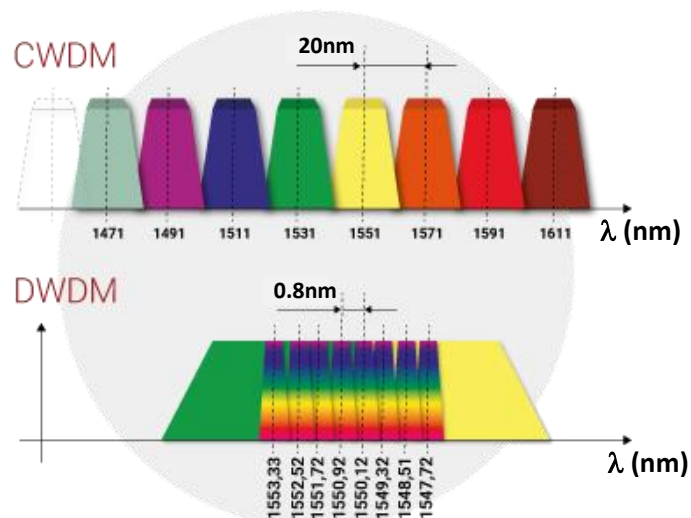 CWDM
20nm
1471 1491 1511 1531 1551 1571 1591 1611
λ (nm)
DWDM
0.8nm
1553,33 1552,52 1551,72 1550,92 1550,12 1549,32 1548,51 1547,72
λ (nm)